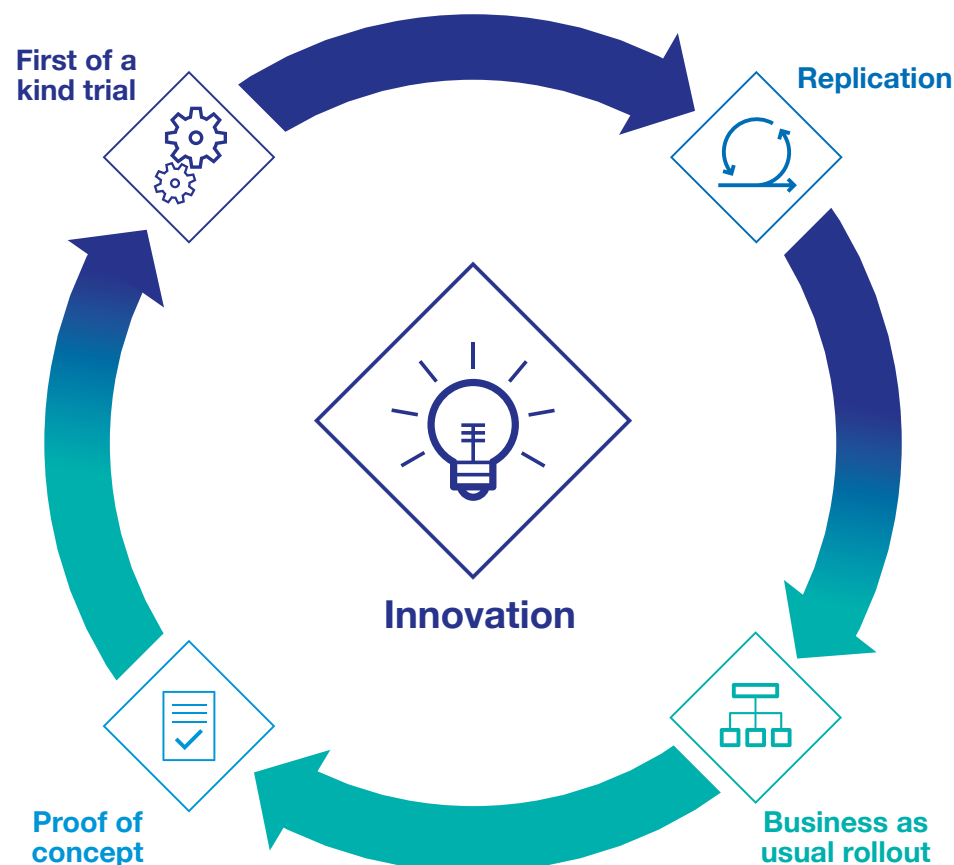 First of a
kind trial
Replication
Innovation
Proof of
concept
Business as
usual rollout